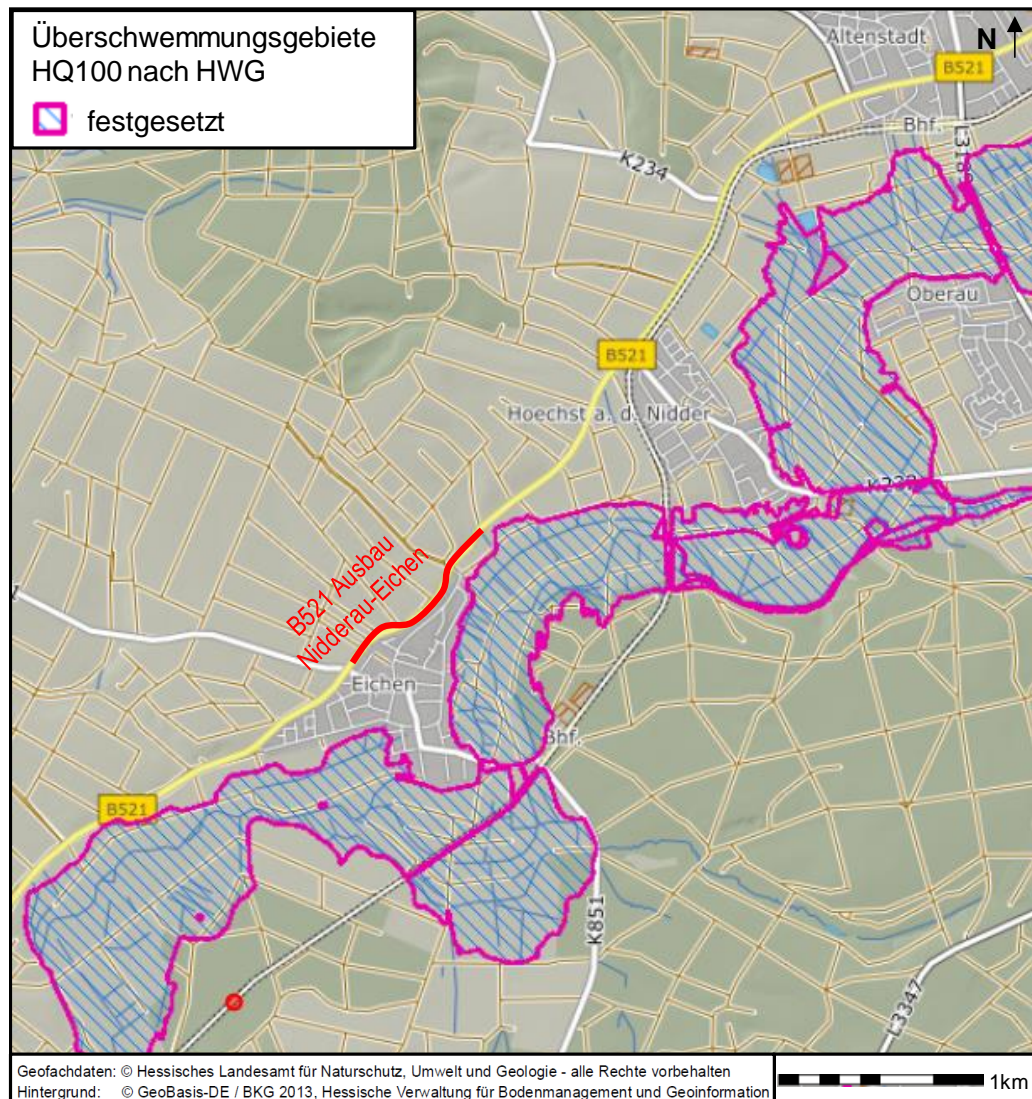 Überschwemmungsgebiete
HQ100 nach HWG
festgesetzt
N
Altenstadt
B521
Bhf.
L318
K234
Oberau
B521
Hoechst a. d. Nidder
B521 Ausbau
Nidderau-Eichen
Eichen
Bhf.
B521
K851
L3347
Geofachdaten: © Hessisches Landesamt für Naturschutz, Umwelt und Geologie - alle Rechte vorbehalten
Hintergrund: © GeoBasis-DE / BKG 2013, Hessische Verwaltung für Bodenmanagement und Geoinformation
1km